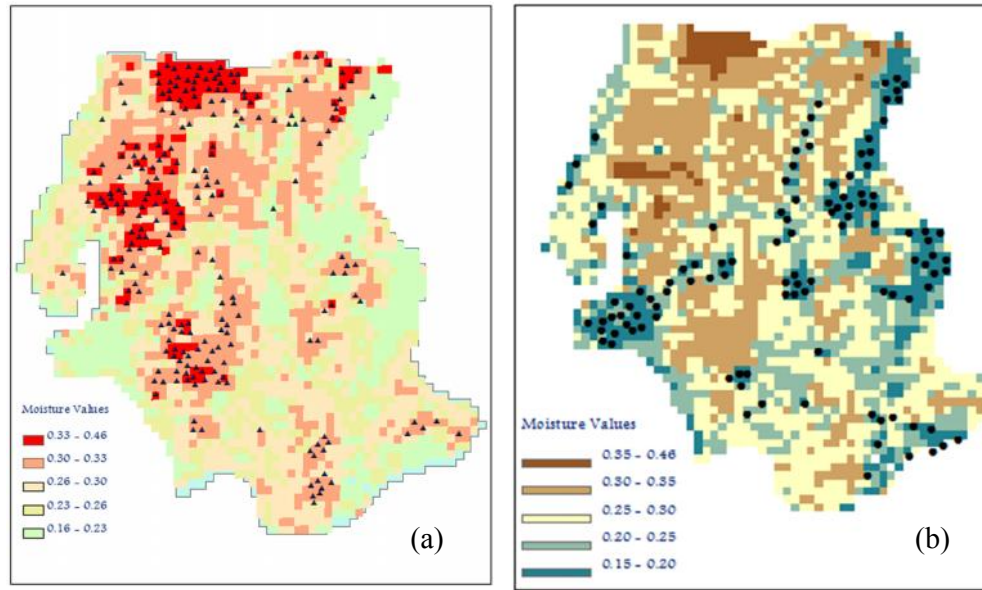 Moisture Values
0.33 - 0.46
0.30 - 0.33
0.26 - 0.30
0.23 - 0.26
0.16 - 0.23
(a)
Moisture Values
0.35 - 0.46
0.30 - 0.35
0.25 - 0.30
0.20 - 0.25
0.15 - 0.20
(b)